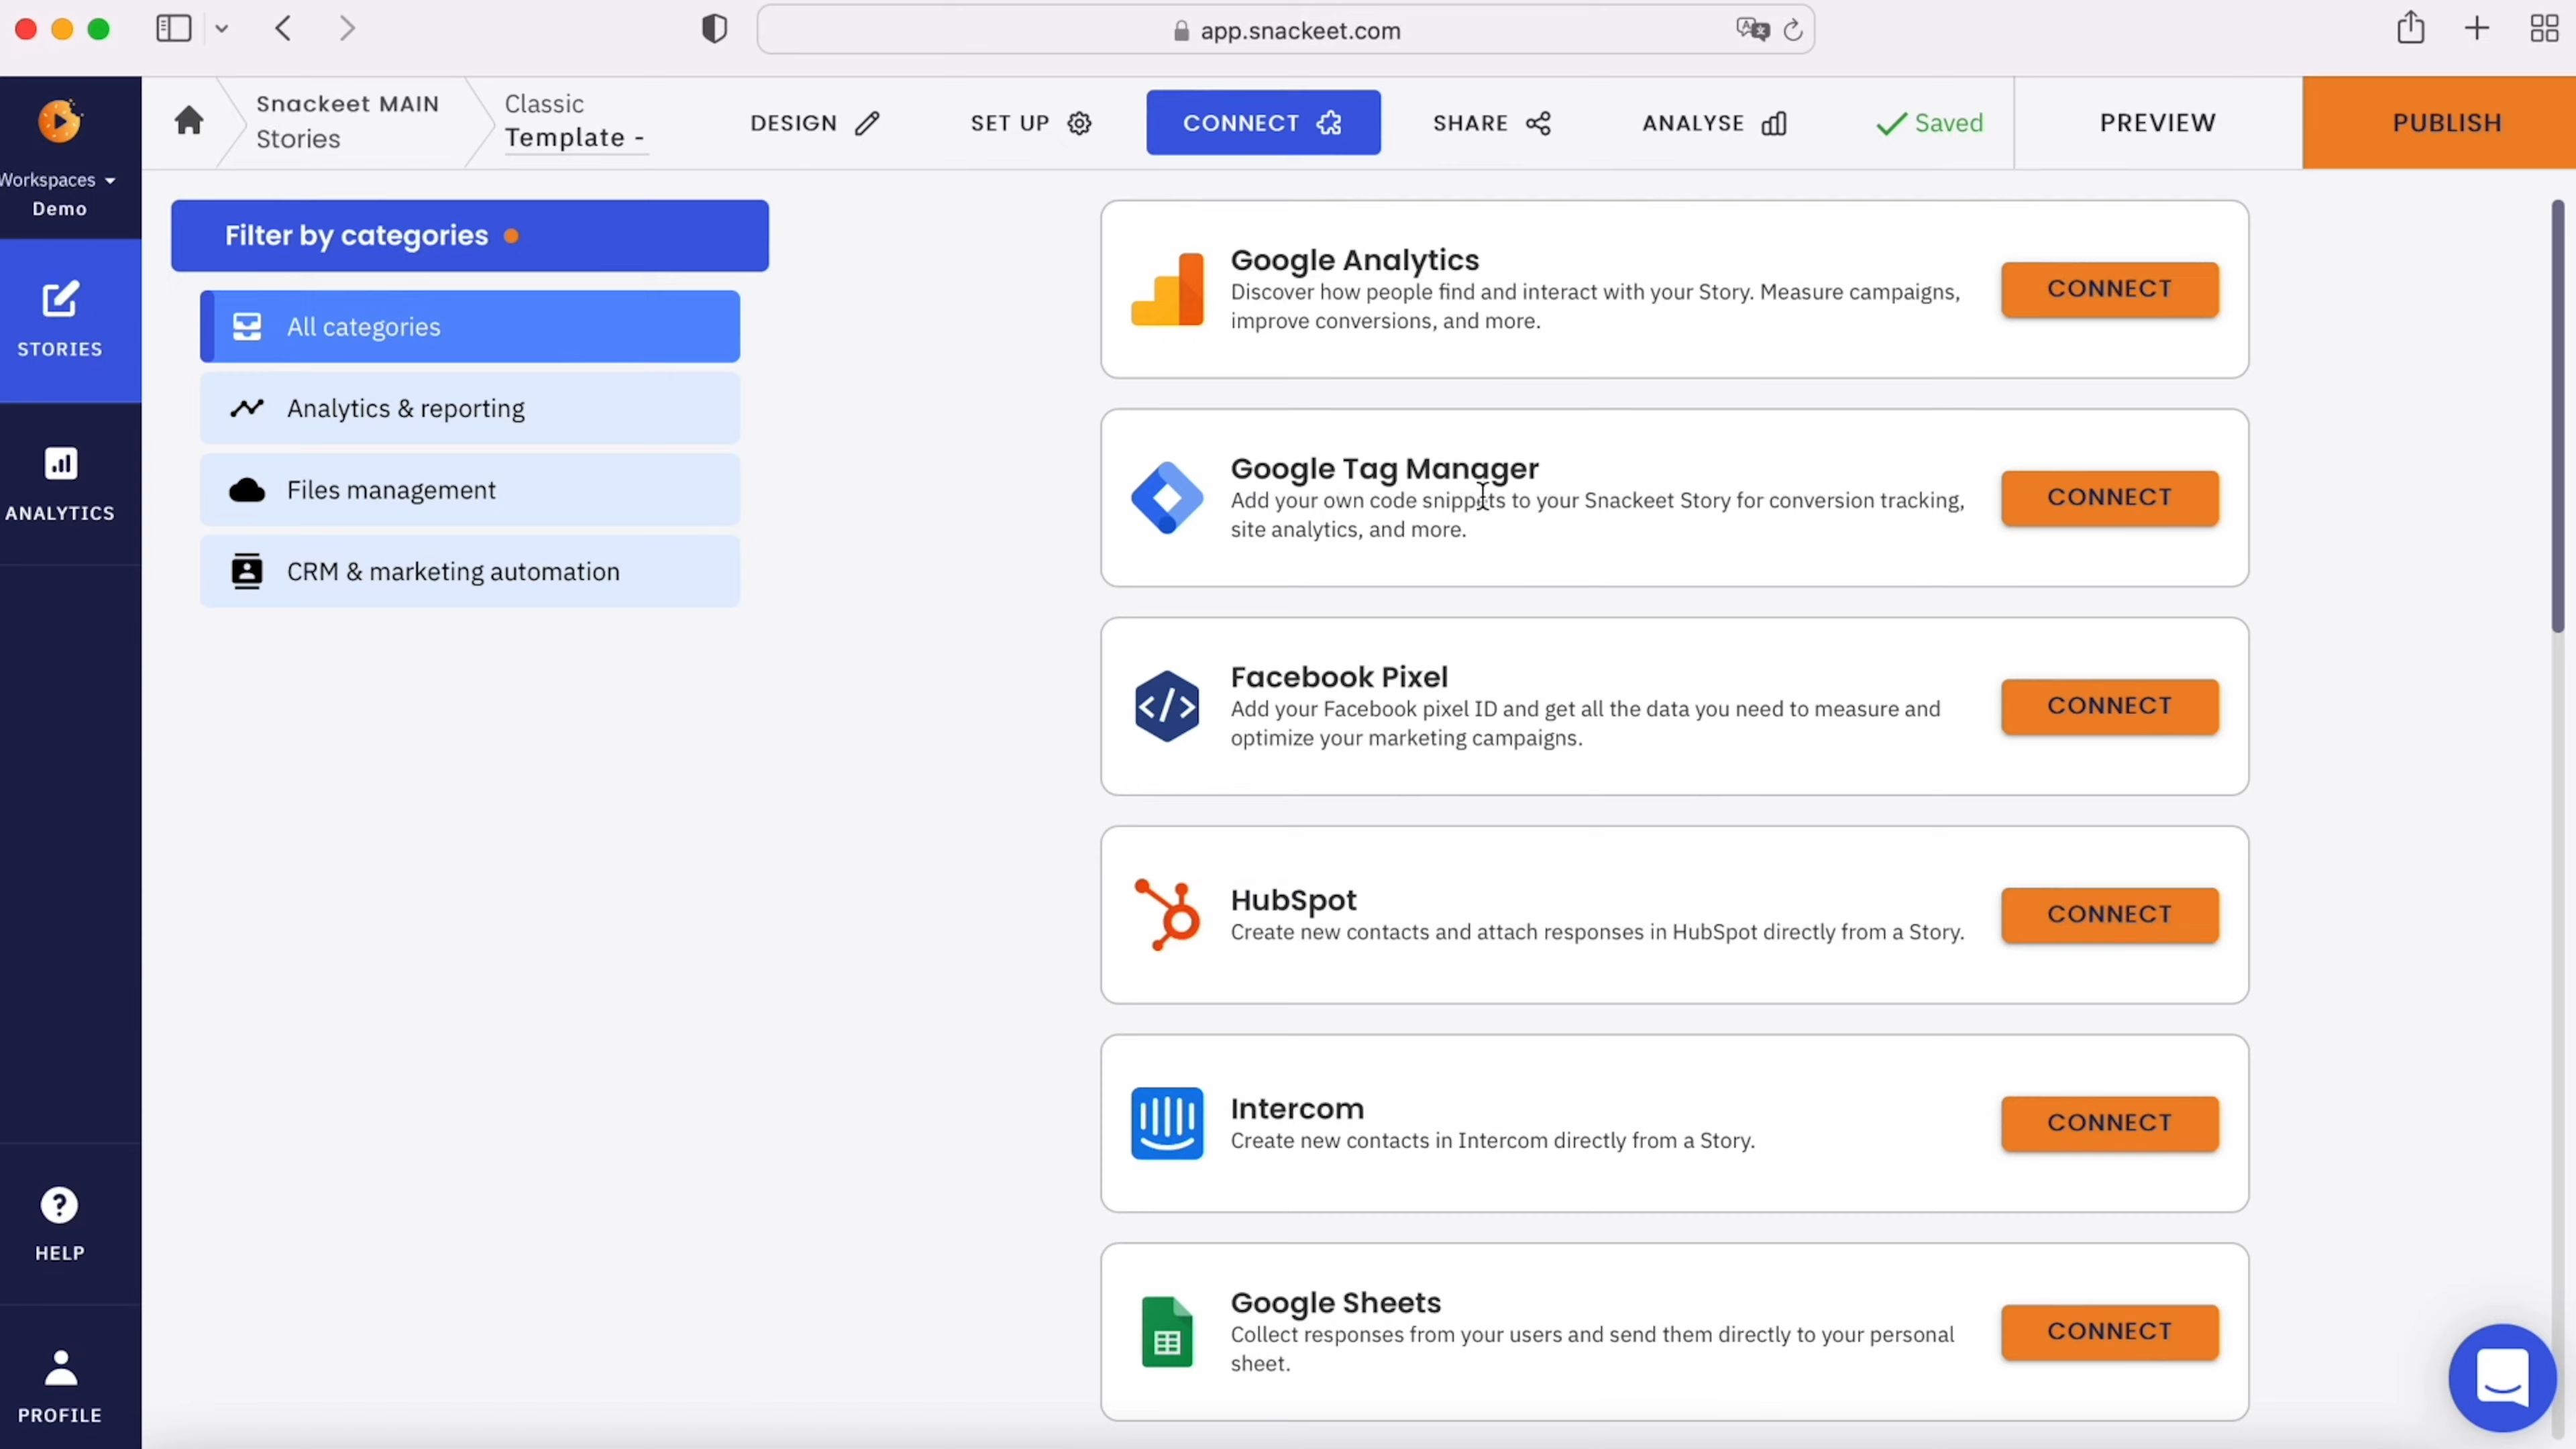 app.snackeet.com
Workspaces
Demo
STORIES
ANALYTICS
HELP
PROFILE
Snackeet MAIN
Stories
Classic
Template -
DESIGN
SET UP
CONNECT
SHARE
ANALYSE
Saved
PREVIEW
PUBLISH
Filter by categories
All categories
Analytics & reporting
Files management
CRM & marketing automation
Google Analytics
Discover how people find and interact with your Story. Measure campaigns,
improve conversions, and more.
CONNECT
Google Tag Manager
Add your own code snippets to your Snackeet Story for conversion tracking,
site analytics, and more.
CONNECT
Facebook Pixel
Add your Facebook pixel ID and get all the data you need to measure and
optimize your marketing campaigns.
CONNECT
HubSpot
Create new contacts and attach responses in HubSpot directly from a Story.
CONNECT
Intercom
Create new contacts in Intercom directly from a Story.
CONNECT
Google Sheets
Collect responses from your users and send them directly to your personal
sheet.
CONNECT